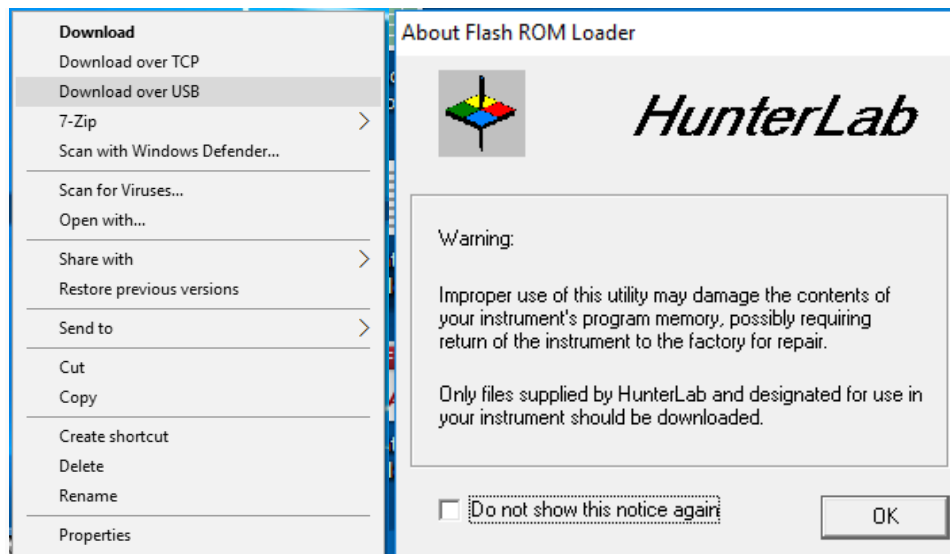 Download
Download over TCP
Download over USB
7-Zip
Scan with Windows Defender...
Scan for Viruses...
Open with...
Share with
Restore previous versions
Send to
Cut
Copy
Create shortcut
Delete
Rename
Properties
About Flash ROM Loader
HunterLab
Warning:
Improper use of this utility may damage the contents of
your instrument's program memory, possibly requiring
return of the instrument to the factory for repair.
Only files supplied by HunterLab and designated for use in
your instrument should be downloaded.
Do not show this notice again
OK